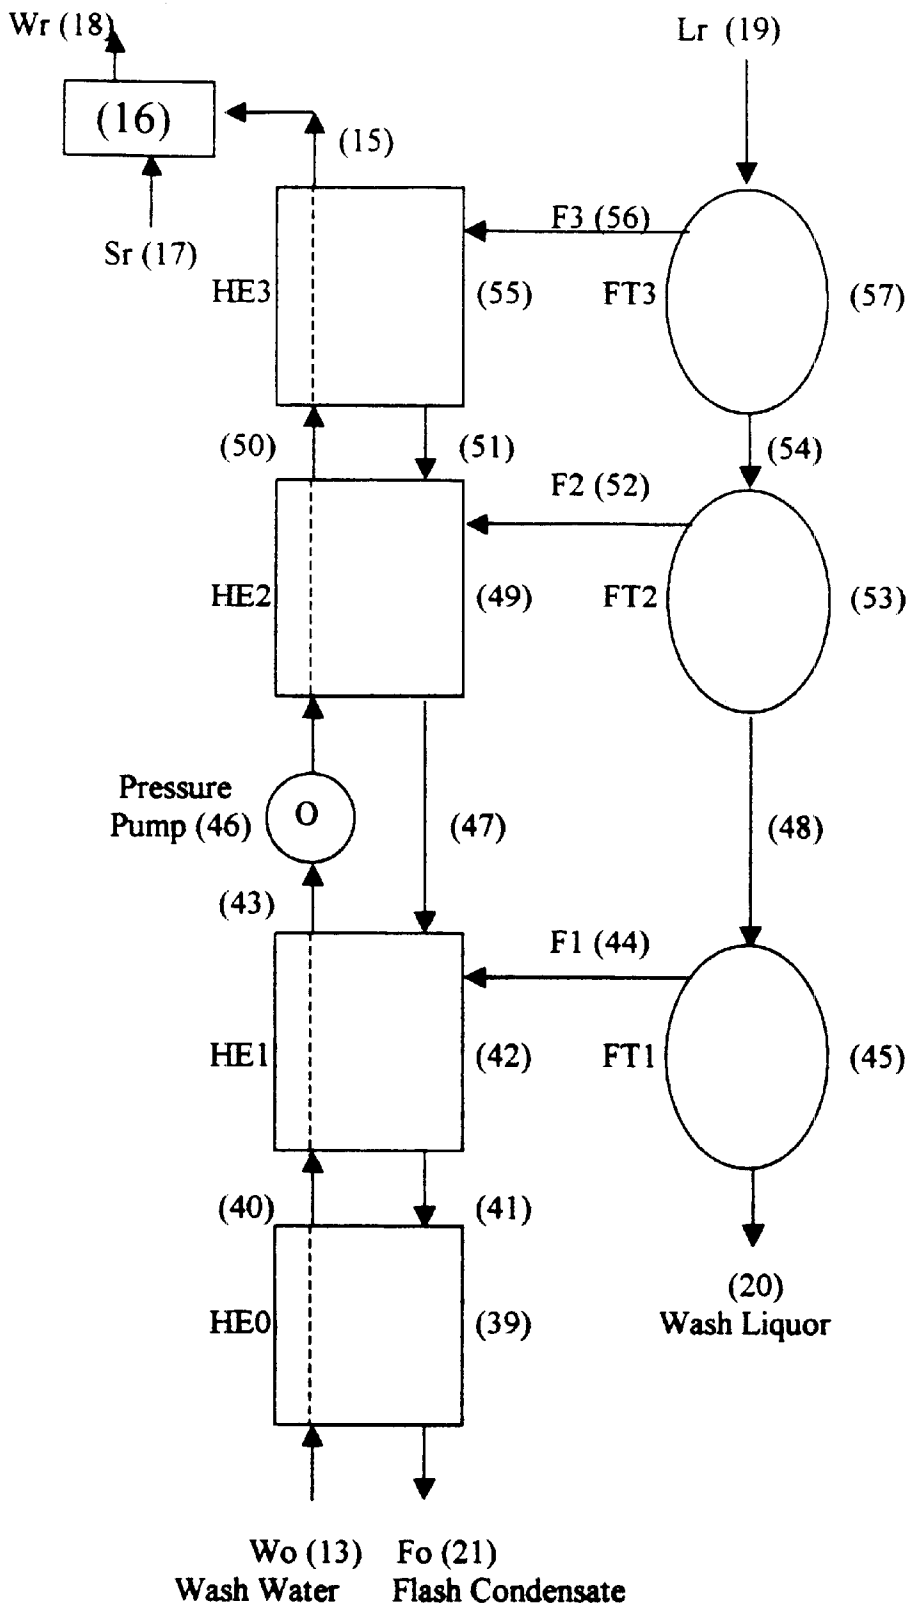 Wr (18)
Lr (19)
(16)
(15)
Sr (17)
F3 (56)
HE3
(55)
FT3
(57)
(50)
(51)
(54)
F2 (52)
HE2
(49)
FT2
(53)
Pressure
Pump (46)
O
(47)
(48)
(43)
F1 (44)
HE1
(42)
FT1
(45)
(40)
(41)
HE0
(39)
(20)
Wash Liquor
Wo (13)
Fo (21)
Wash Water
Flash Condensate